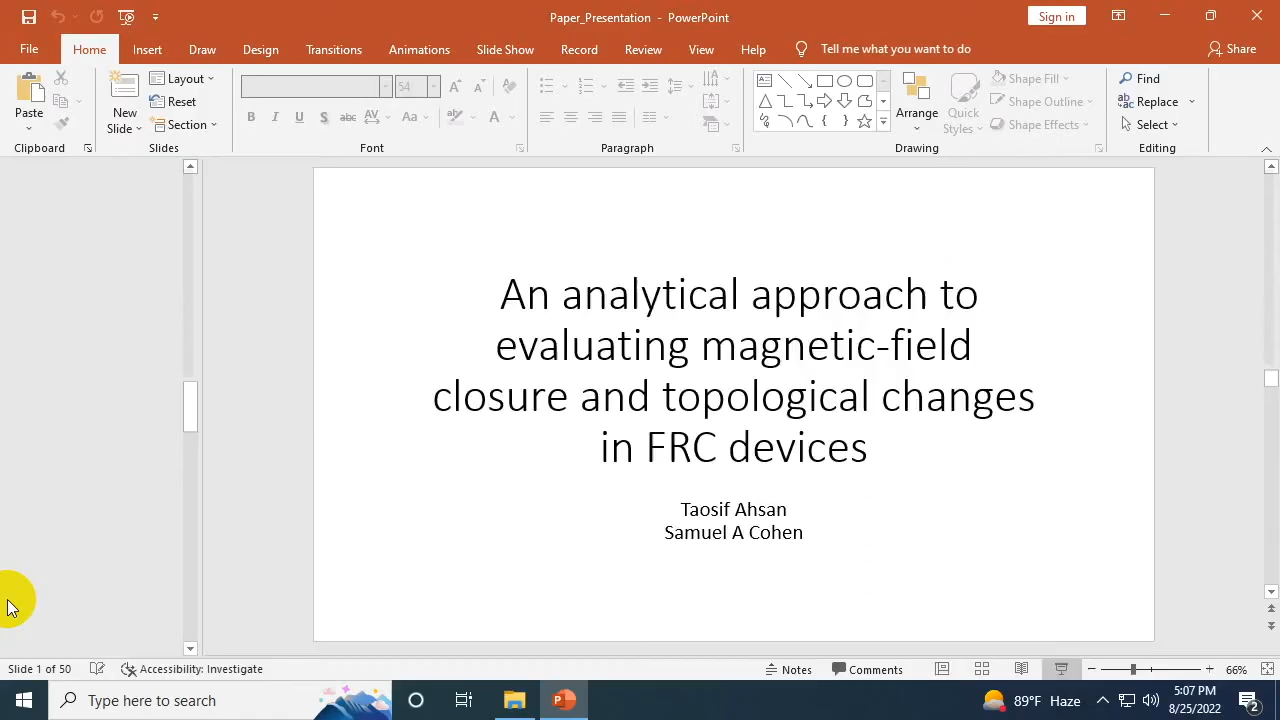 Paper_Presentation - PowerPoint
Sign in
File Home Insert Draw Design Transitions Animations Slide Show Record Review View Help Tell me what you want to do Share
Paste
New Slide
Layout
Reset
Section
54
Aa
Arrange
Quick Styles
Shape Fill
Shape Outline
Shape Effects
Find
Replace
Select
Clipboard Slides Font Paragraph Drawing Editing
An analytical approach to
evaluating magnetic-field
closure and topological changes
in FRC devices
Taosif Ahsan
Samuel A Cohen
Slide 1 of 50 Accessibility: Investigate Notes Comments 66%
Type here to search 89°F Haze 5:07 PM
8/25/2022 2